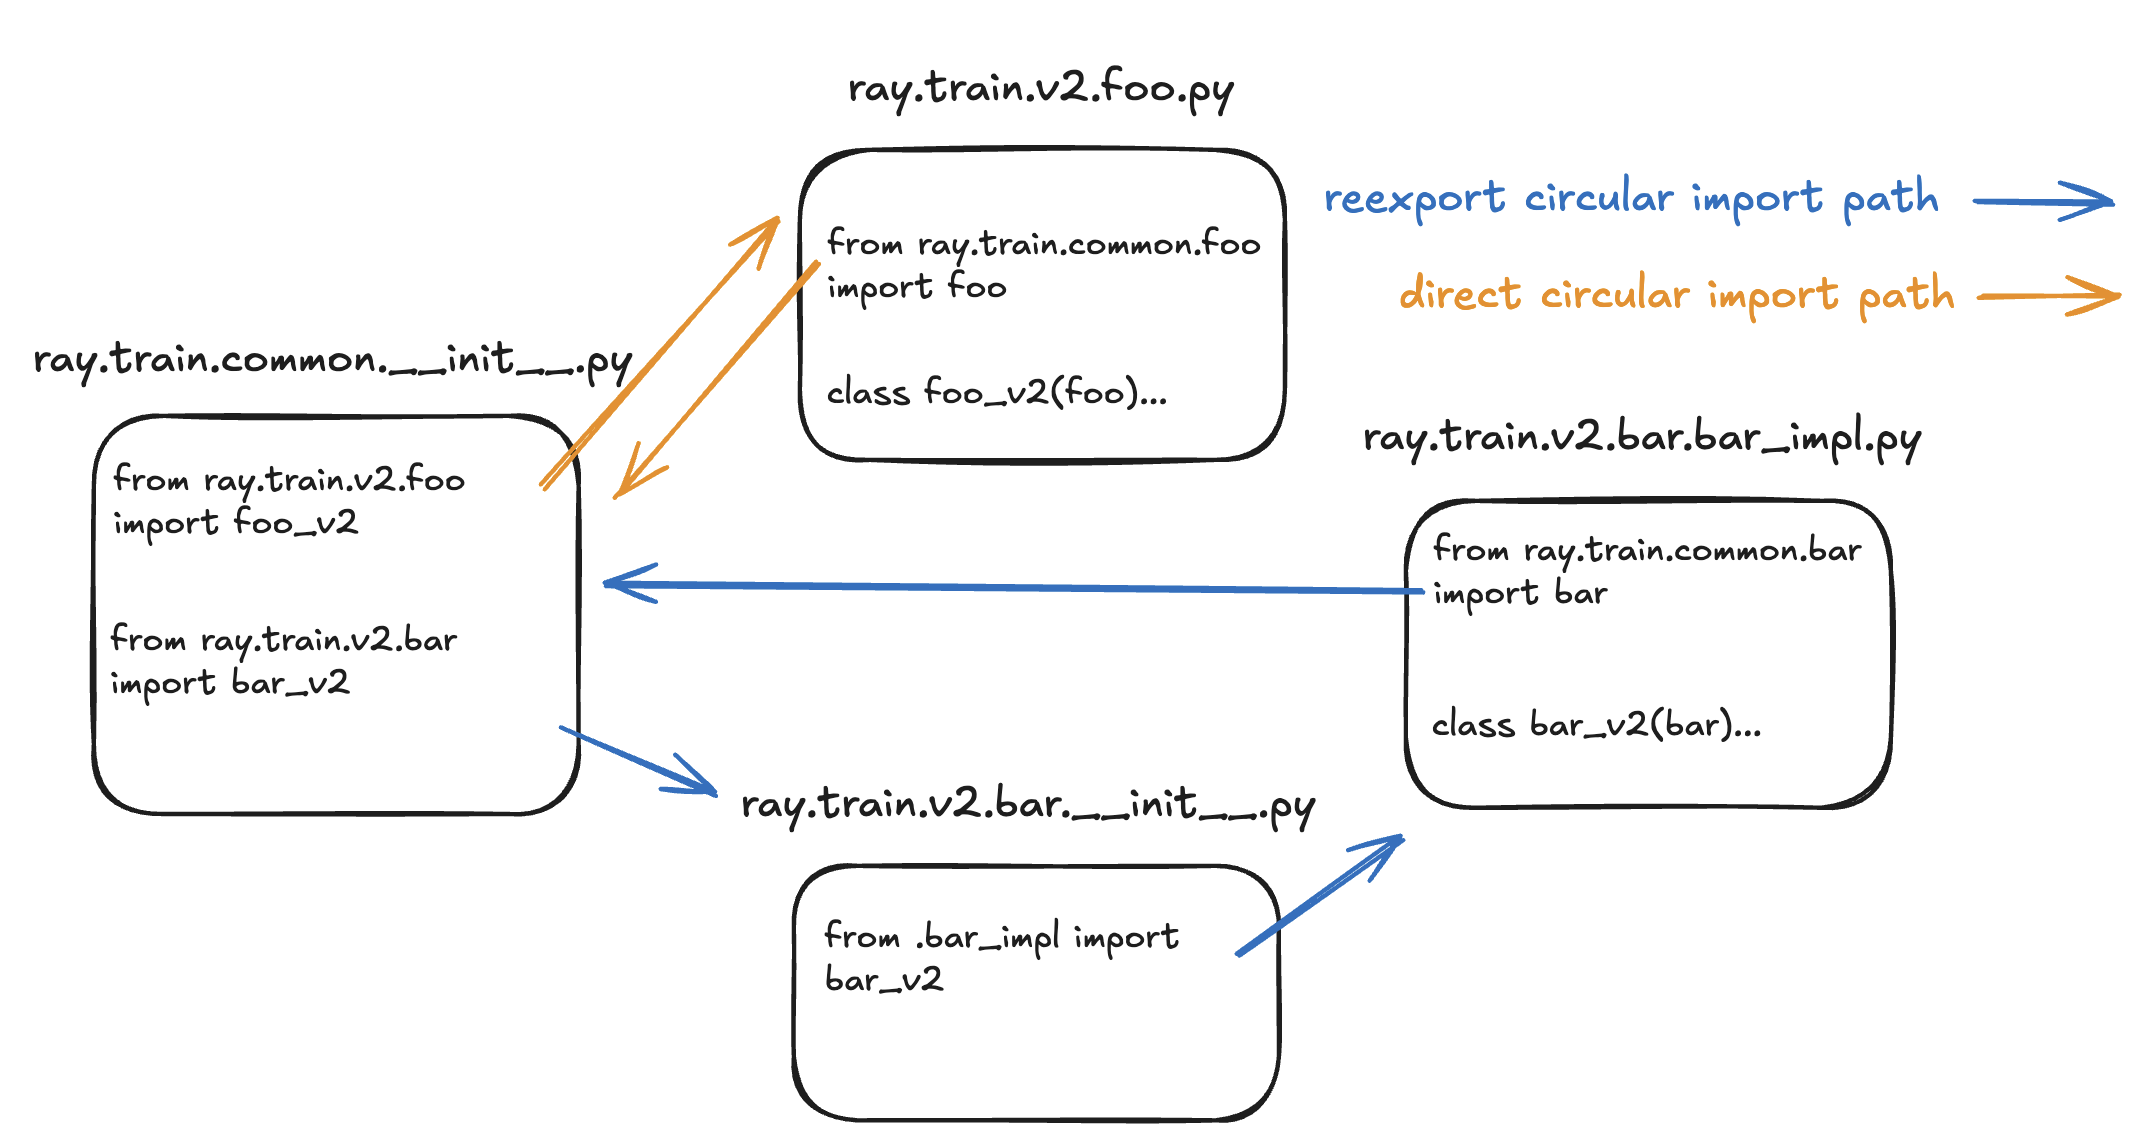 ray.train.v2.foo.py
from ray.train.common.foo
import foo
class foo_v2(foo)...
reexport circular import path
direct circular import path
ray.train.common.__init__.py
from ray.train.v2.foo
import foo_v2
from ray.train.v2.bar
import bar_v2
ray.train.v2.bar.bar_impl.py
from ray.train.common.bar
import bar
class bar_v2(bar)...
ray.train.v2.bar.__init__.py
from .bar_impl import
bar_v2